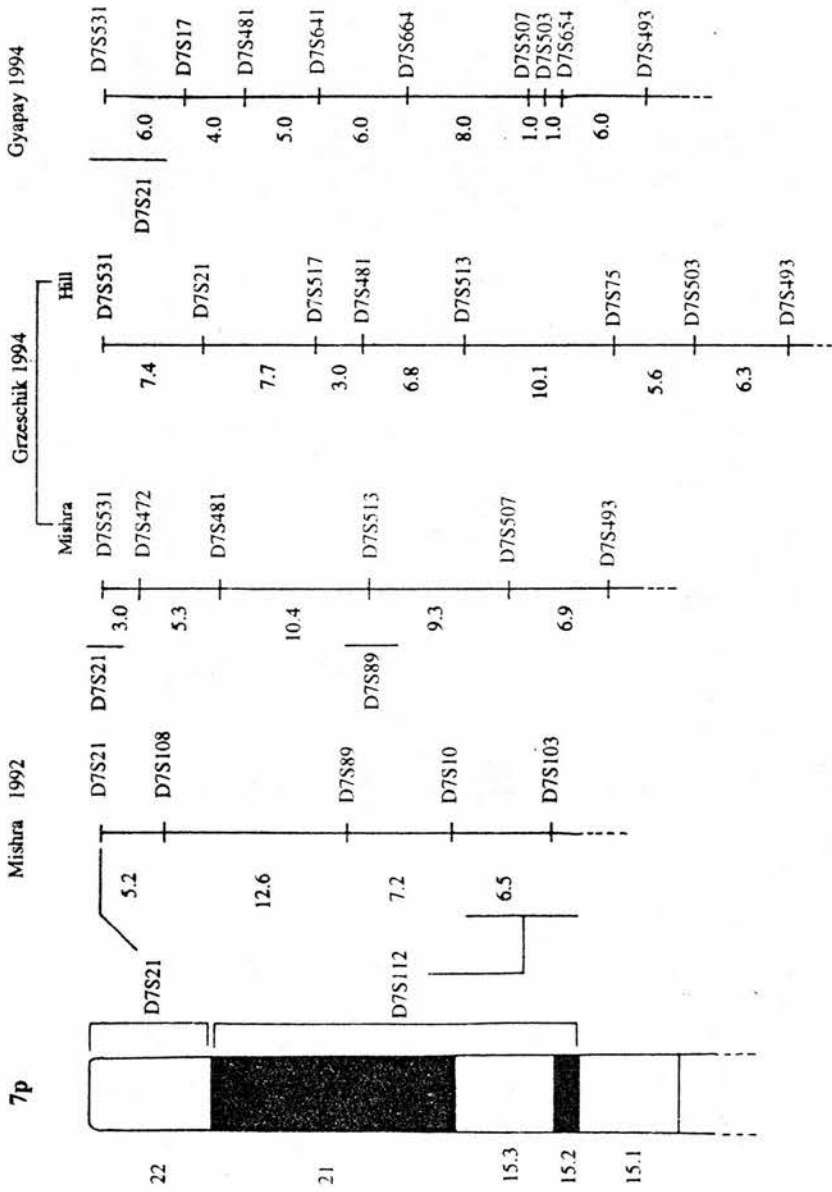 7p
22
21
15.3
15.2
15.1
D7S21
D7S112
Mishra 1992
D7S21
D7S108
D7S89
D7S10
D7S103
5.2
12.6
7.2
6.5
Grzeschik 1994
Mishra
D7S21
D7S89
D7S531
D7S472
D7S481
D7S513
D7S507
D7S493
3.0
5.3
10.4
9.3
6.9
Hill
D7S531
D7S21
D7S517
D7S481
D7S513
D7S75
D7S503
D7S493
7.4
7.7
3.0
6.8
10.1
5.6
6.3
Gyapay 1994
D7S21
D7S531
D7S17
D7S481
D7S641
D7S664
D7S507
D7S503
D7S654
D7S493
6.0
4.0
5.0
6.0
8.0
1.0
1.0
6.0